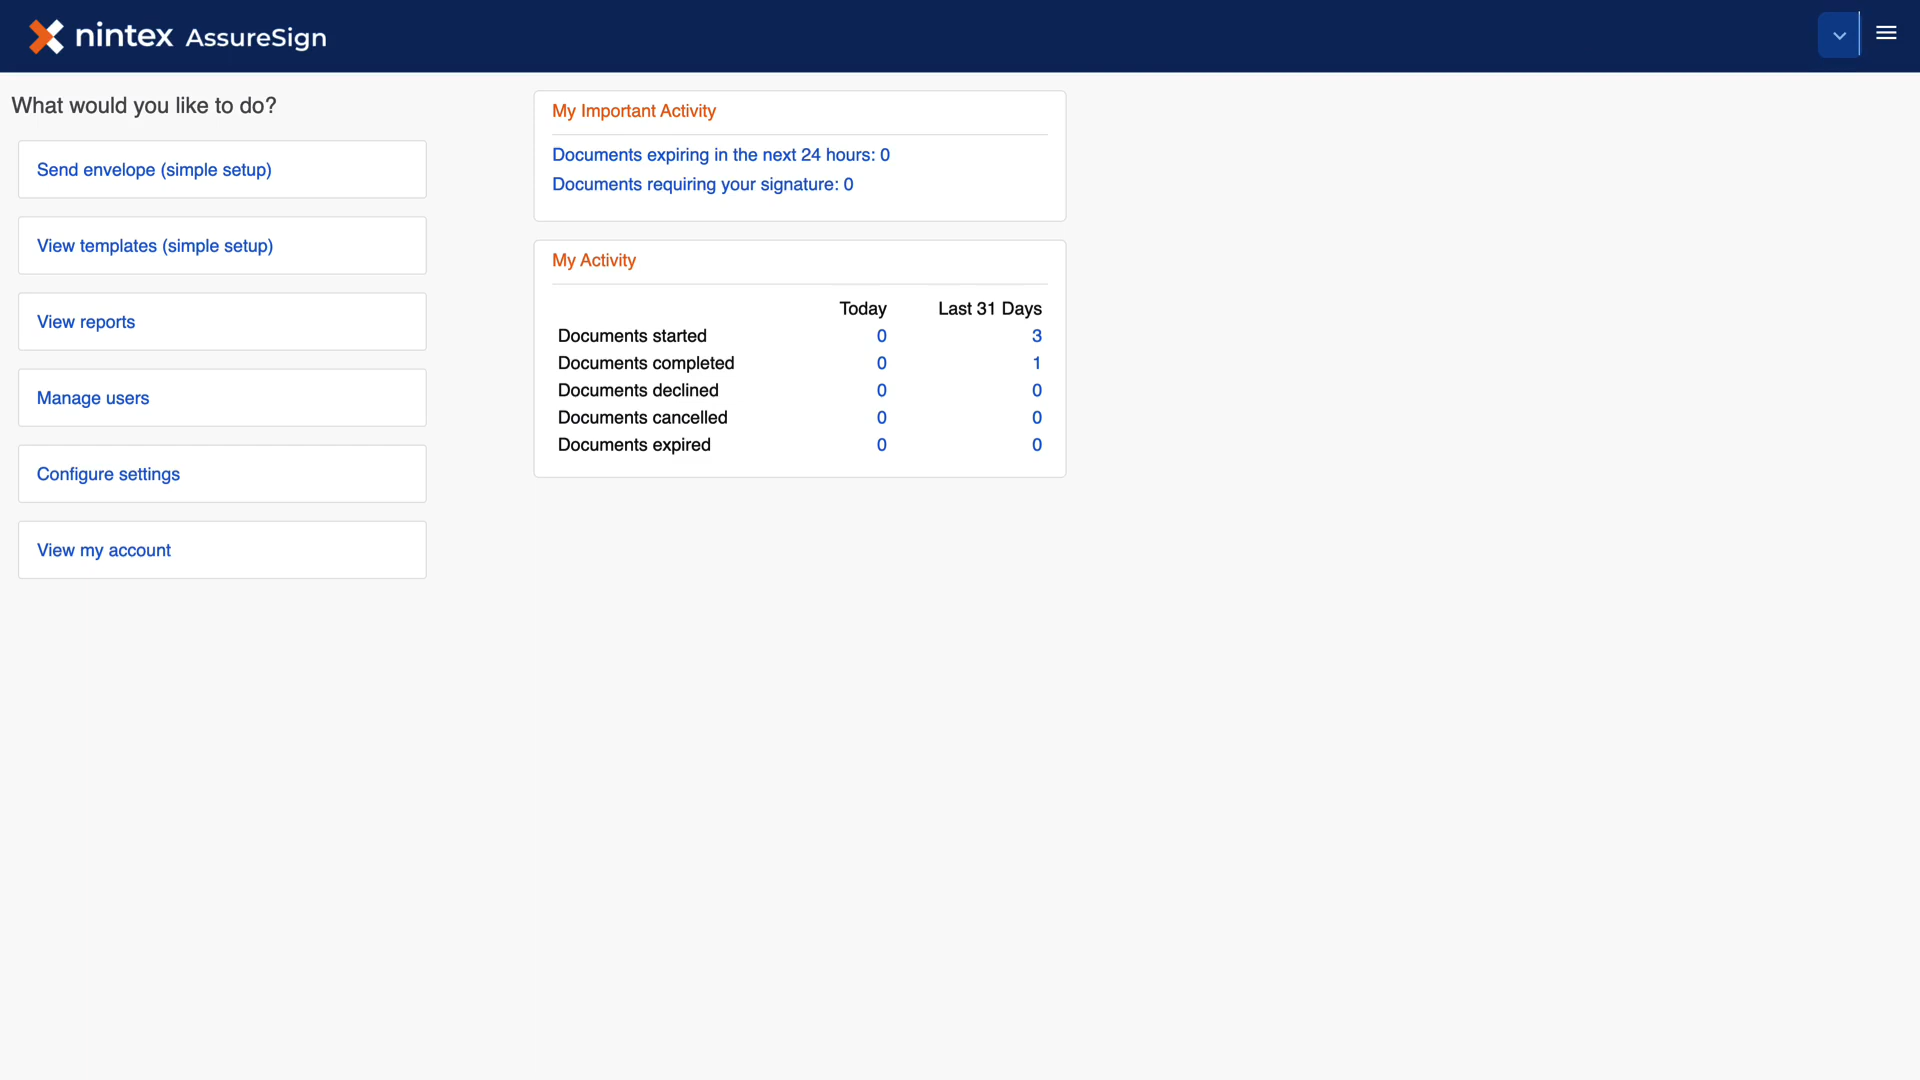 nintex AssureSign
What would you like to do?
Send envelope (simple setup)
View templates (simple setup)
View reports
Manage users
Configure settings
View my account
My Important Activity
Documents expiring in the next 24 hours: 0
Documents requiring your signature: 0
My Activity
Today Last 31 Days
Documents started 0 3
Documents completed 0 1
Documents declined 0 0
Documents cancelled 0 0
Documents expired 0 0